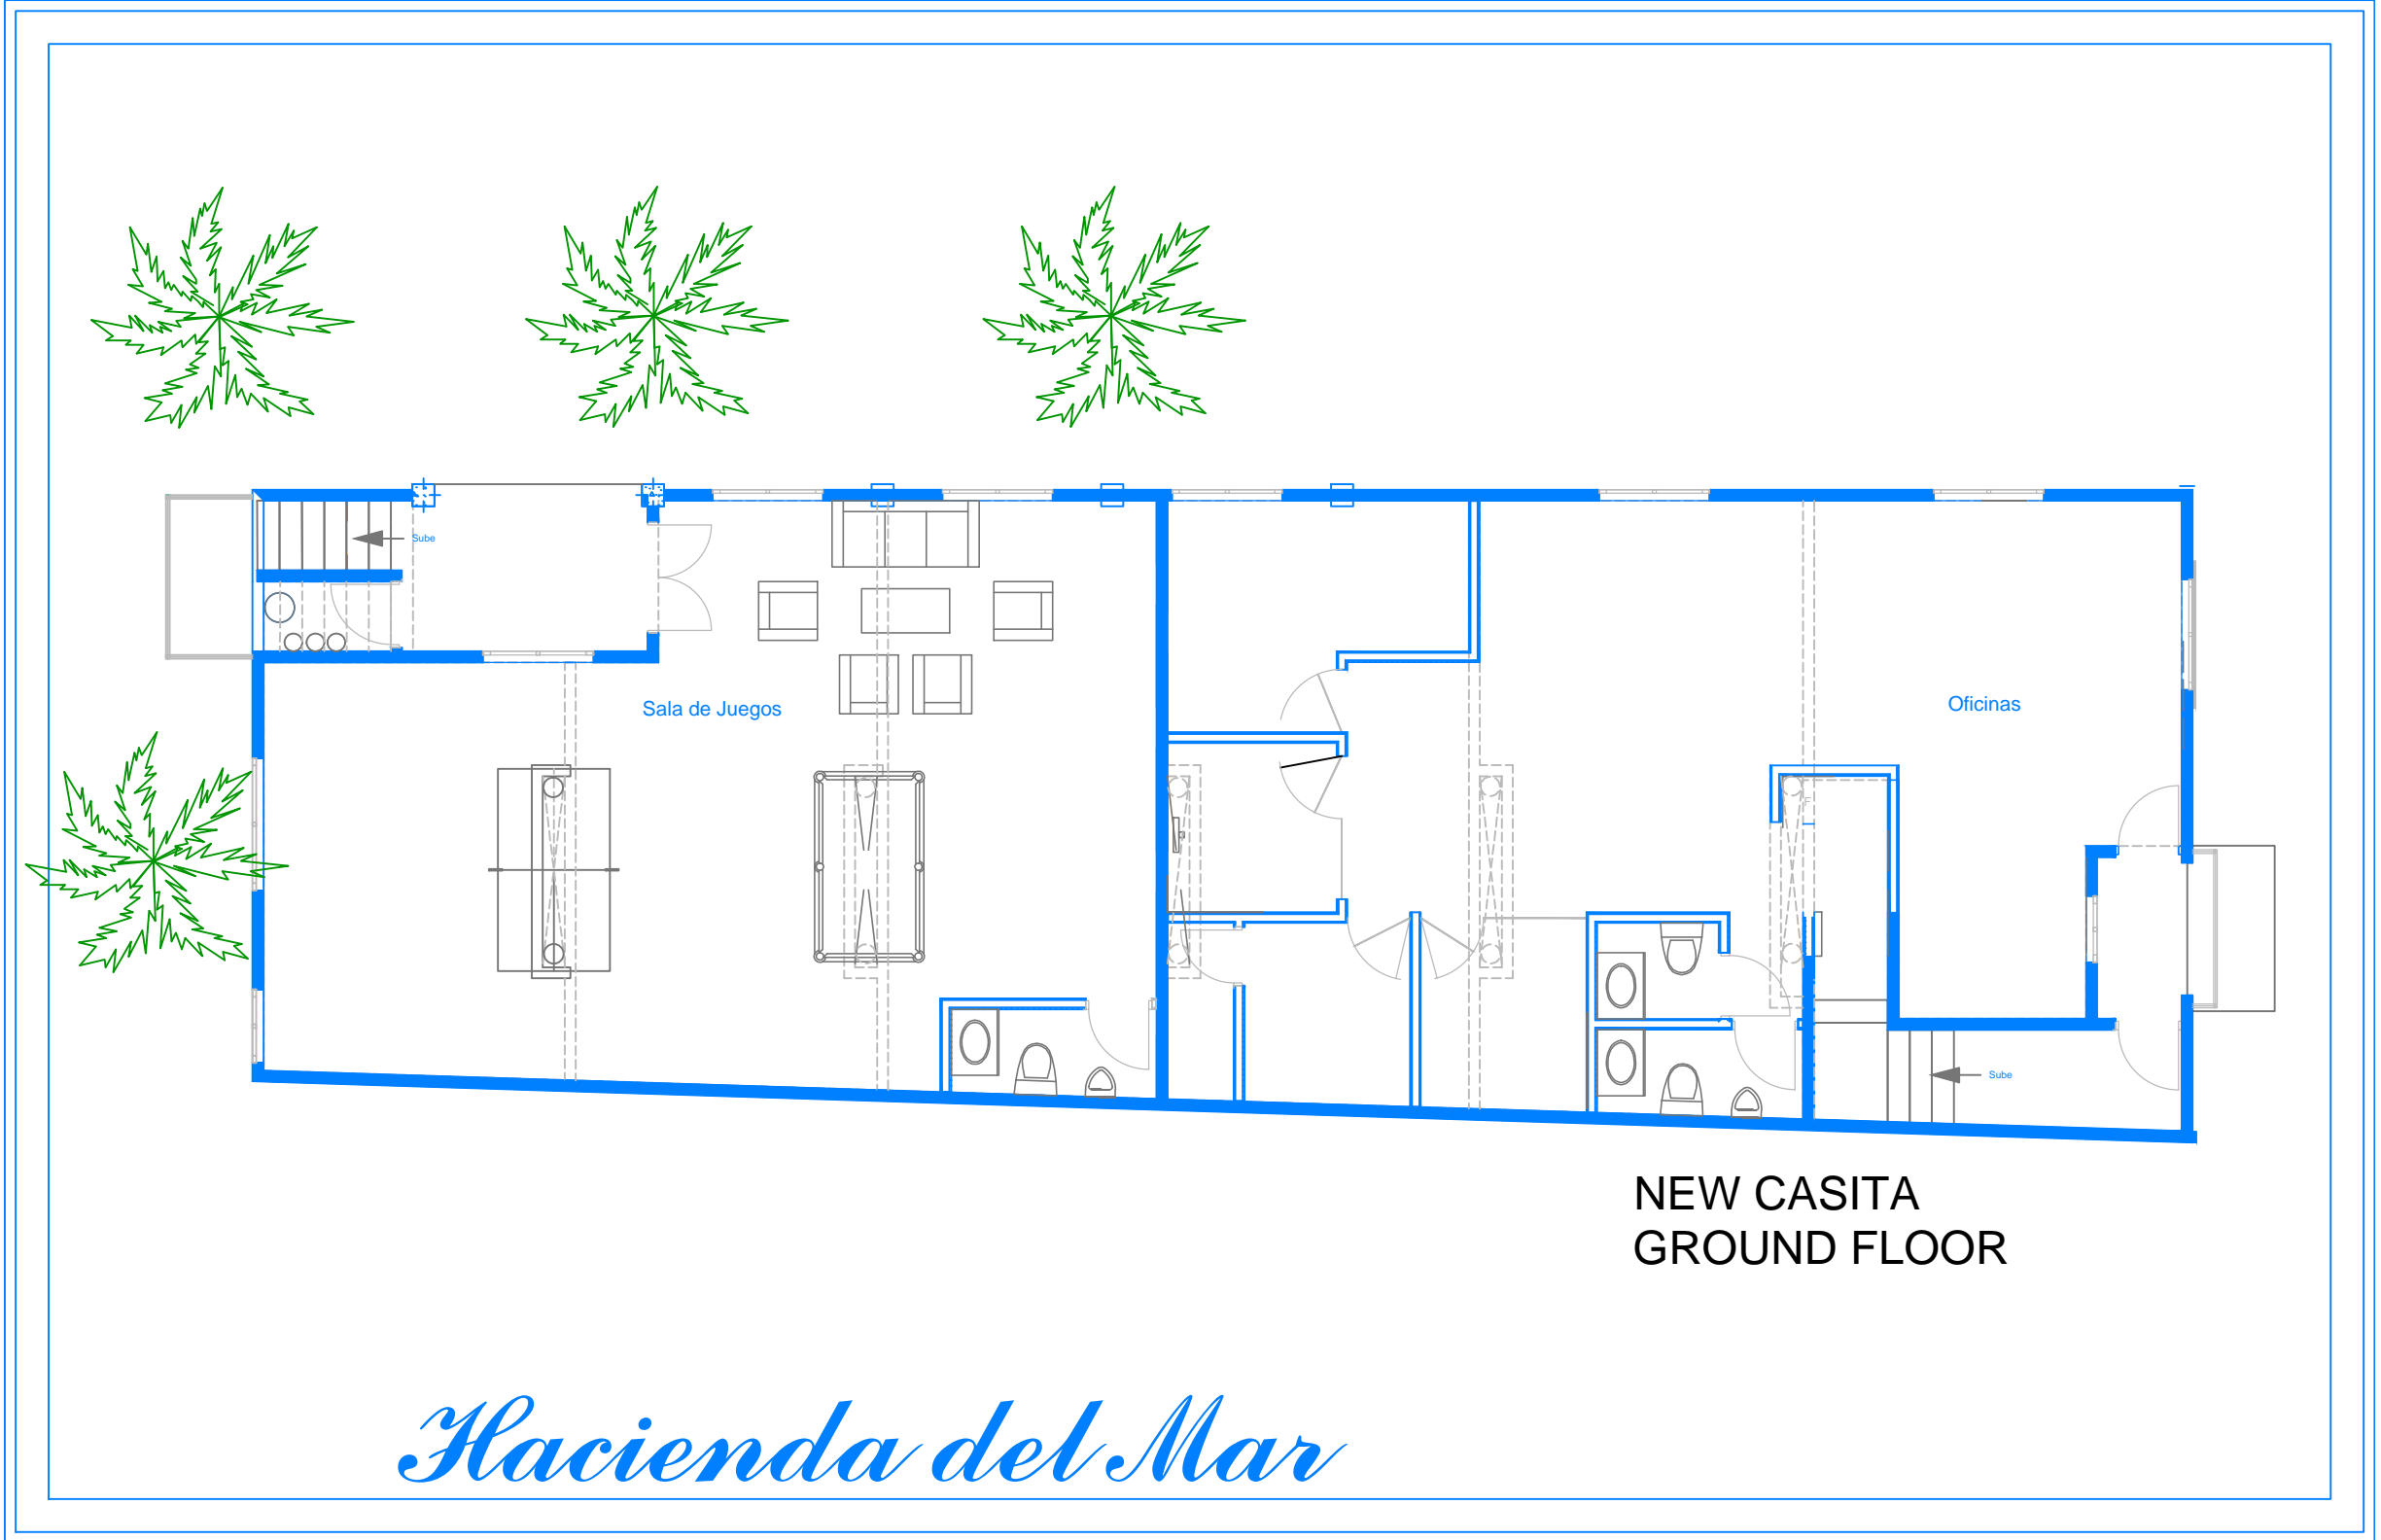 Sube
Sala de Juegos
Oficinas
Sube
NEW CASITA
GROUND FLOOR
Hacienda del Mar